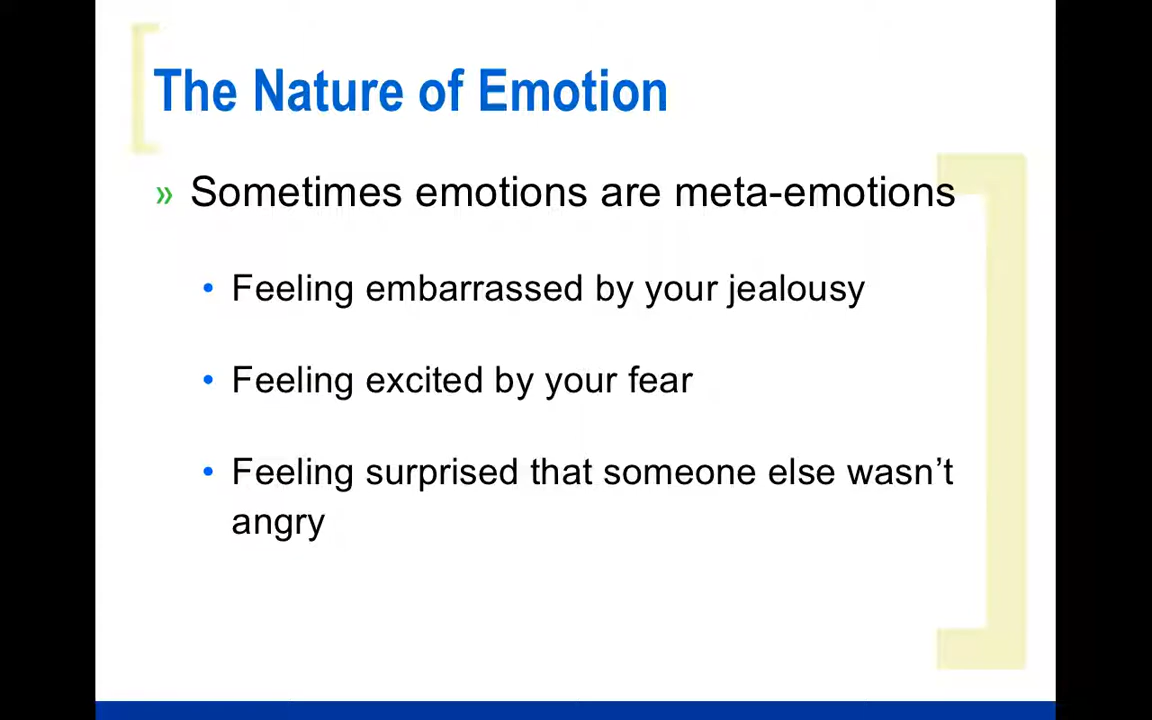 The Nature of Emotion
» Sometimes emotions are meta-emotions
• Feeling embarrassed by your jealousy
• Feeling excited by your fear
• Feeling surprised that someone else wasn’t
angry